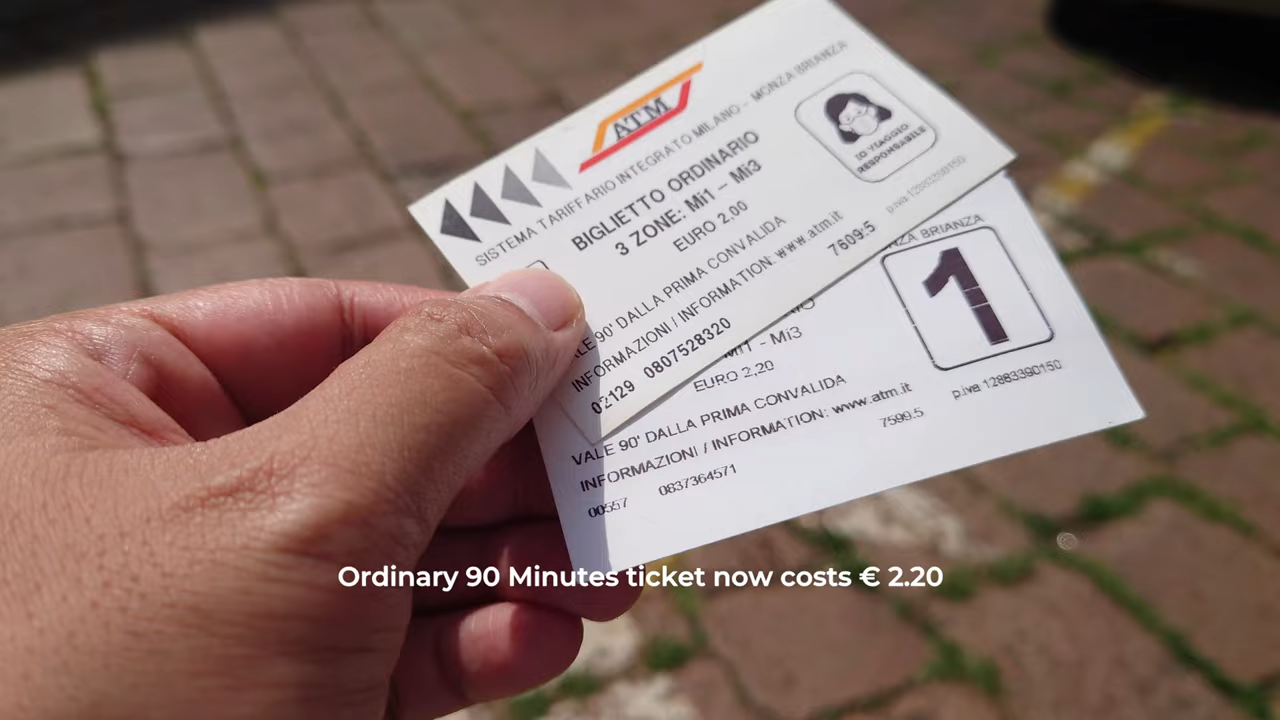 ATM
SISTEMA TARIFFARIO INTEGRATO MILANO - MONZA BRIANZA
BIGLIETTO ORDINARIO
3 ZONE: Mi1 – Mi3
EURO 2,00
IO VIAGGIO
RESPONSABILE
90' DALLA PRIMA CONVALIDA
INFORMAZIONI / INFORMATION: www.atm.it
p.iva 12883390150
02129 0807528320
7609.5
BRIANZA
1
Mi1 - Mi3
EURO 2,20
VALE 90' DALLA PRIMA CONVALIDA
INFORMAZIONI / INFORMATION: www.atm.it
p.iva 12883390150
00557 0837364571
7599.5
Ordinary 90 Minutes ticket now costs € 2.20